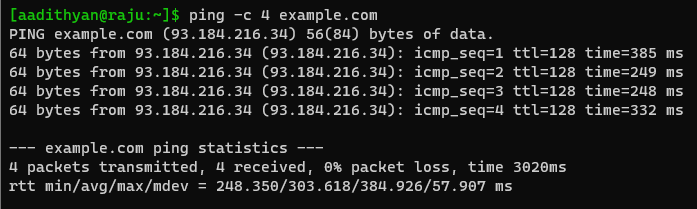 [aadithyan@raju:~]$ ping -c 4 example.com
PING example.com (93.184.216.34) 56(84) bytes of data.
64 bytes from 93.184.216.34 (93.184.216.34): icmp_seq=1 ttl=128 time=385 ms
64 bytes from 93.184.216.34 (93.184.216.34): icmp_seq=2 ttl=128 time=249 ms
64 bytes from 93.184.216.34 (93.184.216.34): icmp_seq=3 ttl=128 time=248 ms
64 bytes from 93.184.216.34 (93.184.216.34): icmp_seq=4 ttl=128 time=332 ms

--- example.com ping statistics ---
4 packets transmitted, 4 received, 0% packet loss, time 3020ms
rtt min/avg/max/mdev = 248.350/303.618/384.926/57.907 ms